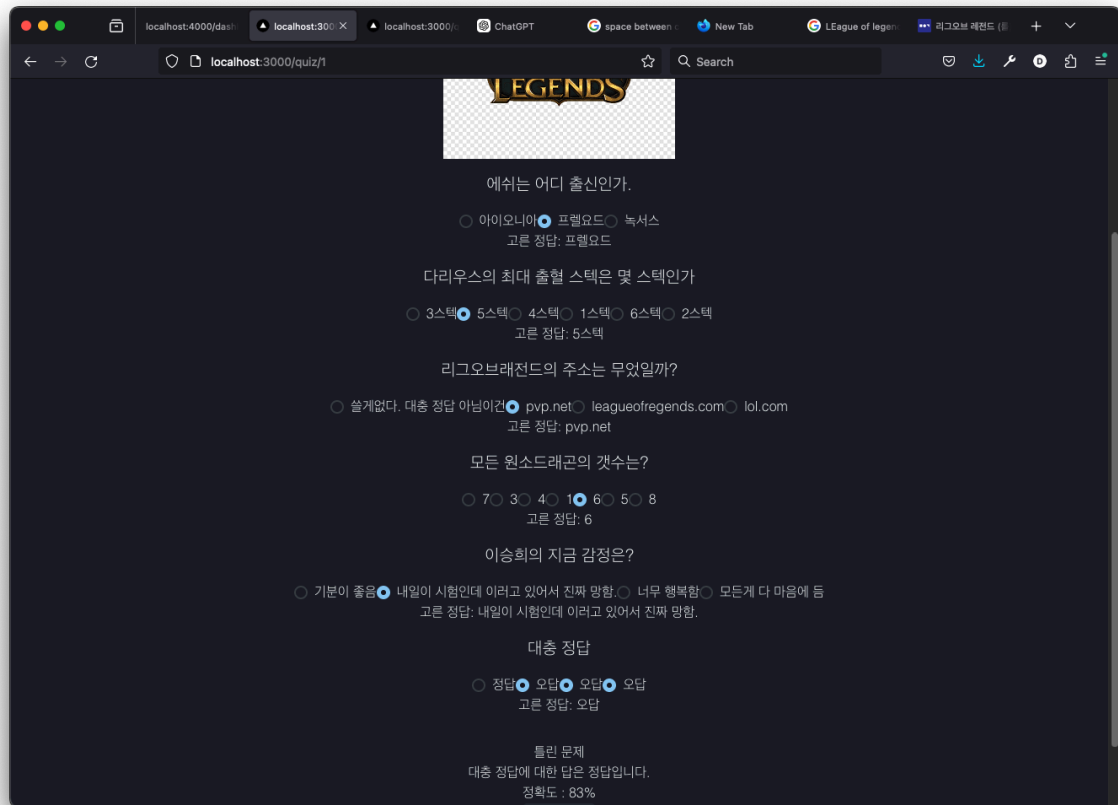 localhost:4000/dash
localhost:300
localhost:3000/
ChatGPT
space between
New Tab
LEague of legen
리그오브 레전드
localhost:3000/quiz/1
Search
LEGENDS
에쉬는 어디 출신인가.
아이오니아 프렐요드 녹서스
고른 정답: 프렐요드
다리우스의 최대 출혈 스텍은 몇 스텍인가
3스텍 5스텍 4스텍 1스텍 6스텍 2스텍
고른 정답: 5스텍
리그오브래전드의 주소는 무었일까?
쓸게없다. 대충 정답 아님이건 pvp.net leagueofregends.com lol.com
고른 정답: pvp.net
모든 원소드래곤의 갯수는?
7 3 4 1 6 5 8
고른 정답: 6
이승희의 지금 감정은?
기분이 좋음 내일이 시험인데 이러고 있어서 진짜 망함. 너무 행복함 모든게 다 마음에 듬
고른 정답: 내일이 시험인데 이러고 있어서 진짜 망함.
대충 정답
정답 오답 오답 오답
고른 정답: 오답
틀린 문제
대충 정답에 대한 답은 정답입니다.
정확도 : 83%